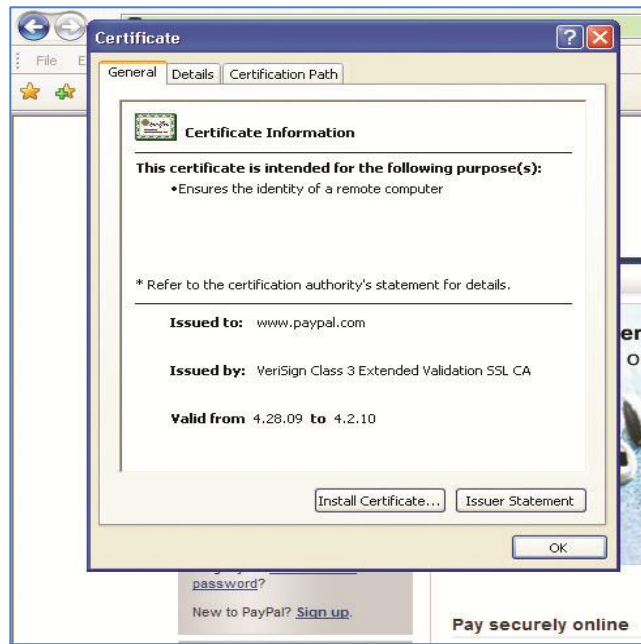 Certificate
File
General Details Certification Path
Certificate Information
This certificate is intended for the following purpose(s):
•Ensures the identity of a remote computer
* Refer to the certification authority's statement for details.
Issued to: www.paypal.com
Issued by: VeriSign Class 3 Extended Validation SSL CA
Valid from 4.28.09 to 4.2.10
Install Certificate... Issuer Statement
OK
password?
New to PayPal? Sign up.
Pay securely online